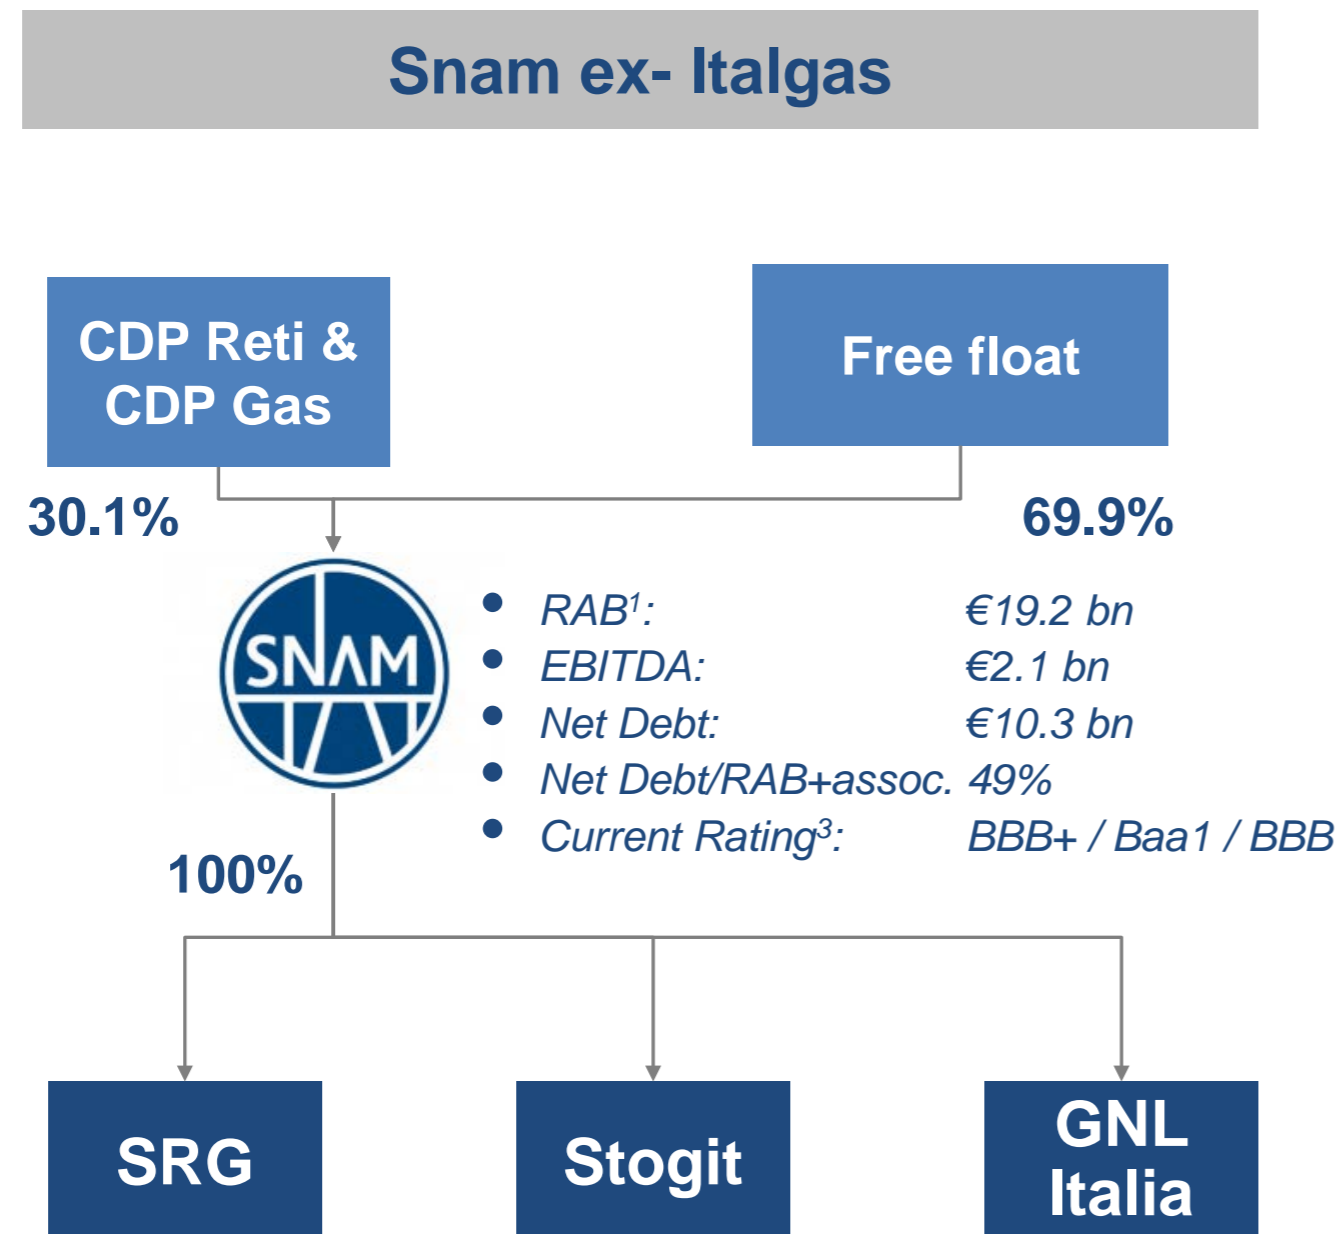 Snam ex- Italgas
CDP Reti &
CDP Gas
Free float
30.1%
69.9%
SNAM
• RAB¹: €19.2 bn
• EBITDA: €2.1 bn
• Net Debt: €10.3 bn
• Net Debt/RAB+assoc. 49%
• Current Rating³: BBB+ / Baa1 / BBB
100%
SRG
Stogit
GNL
Italia